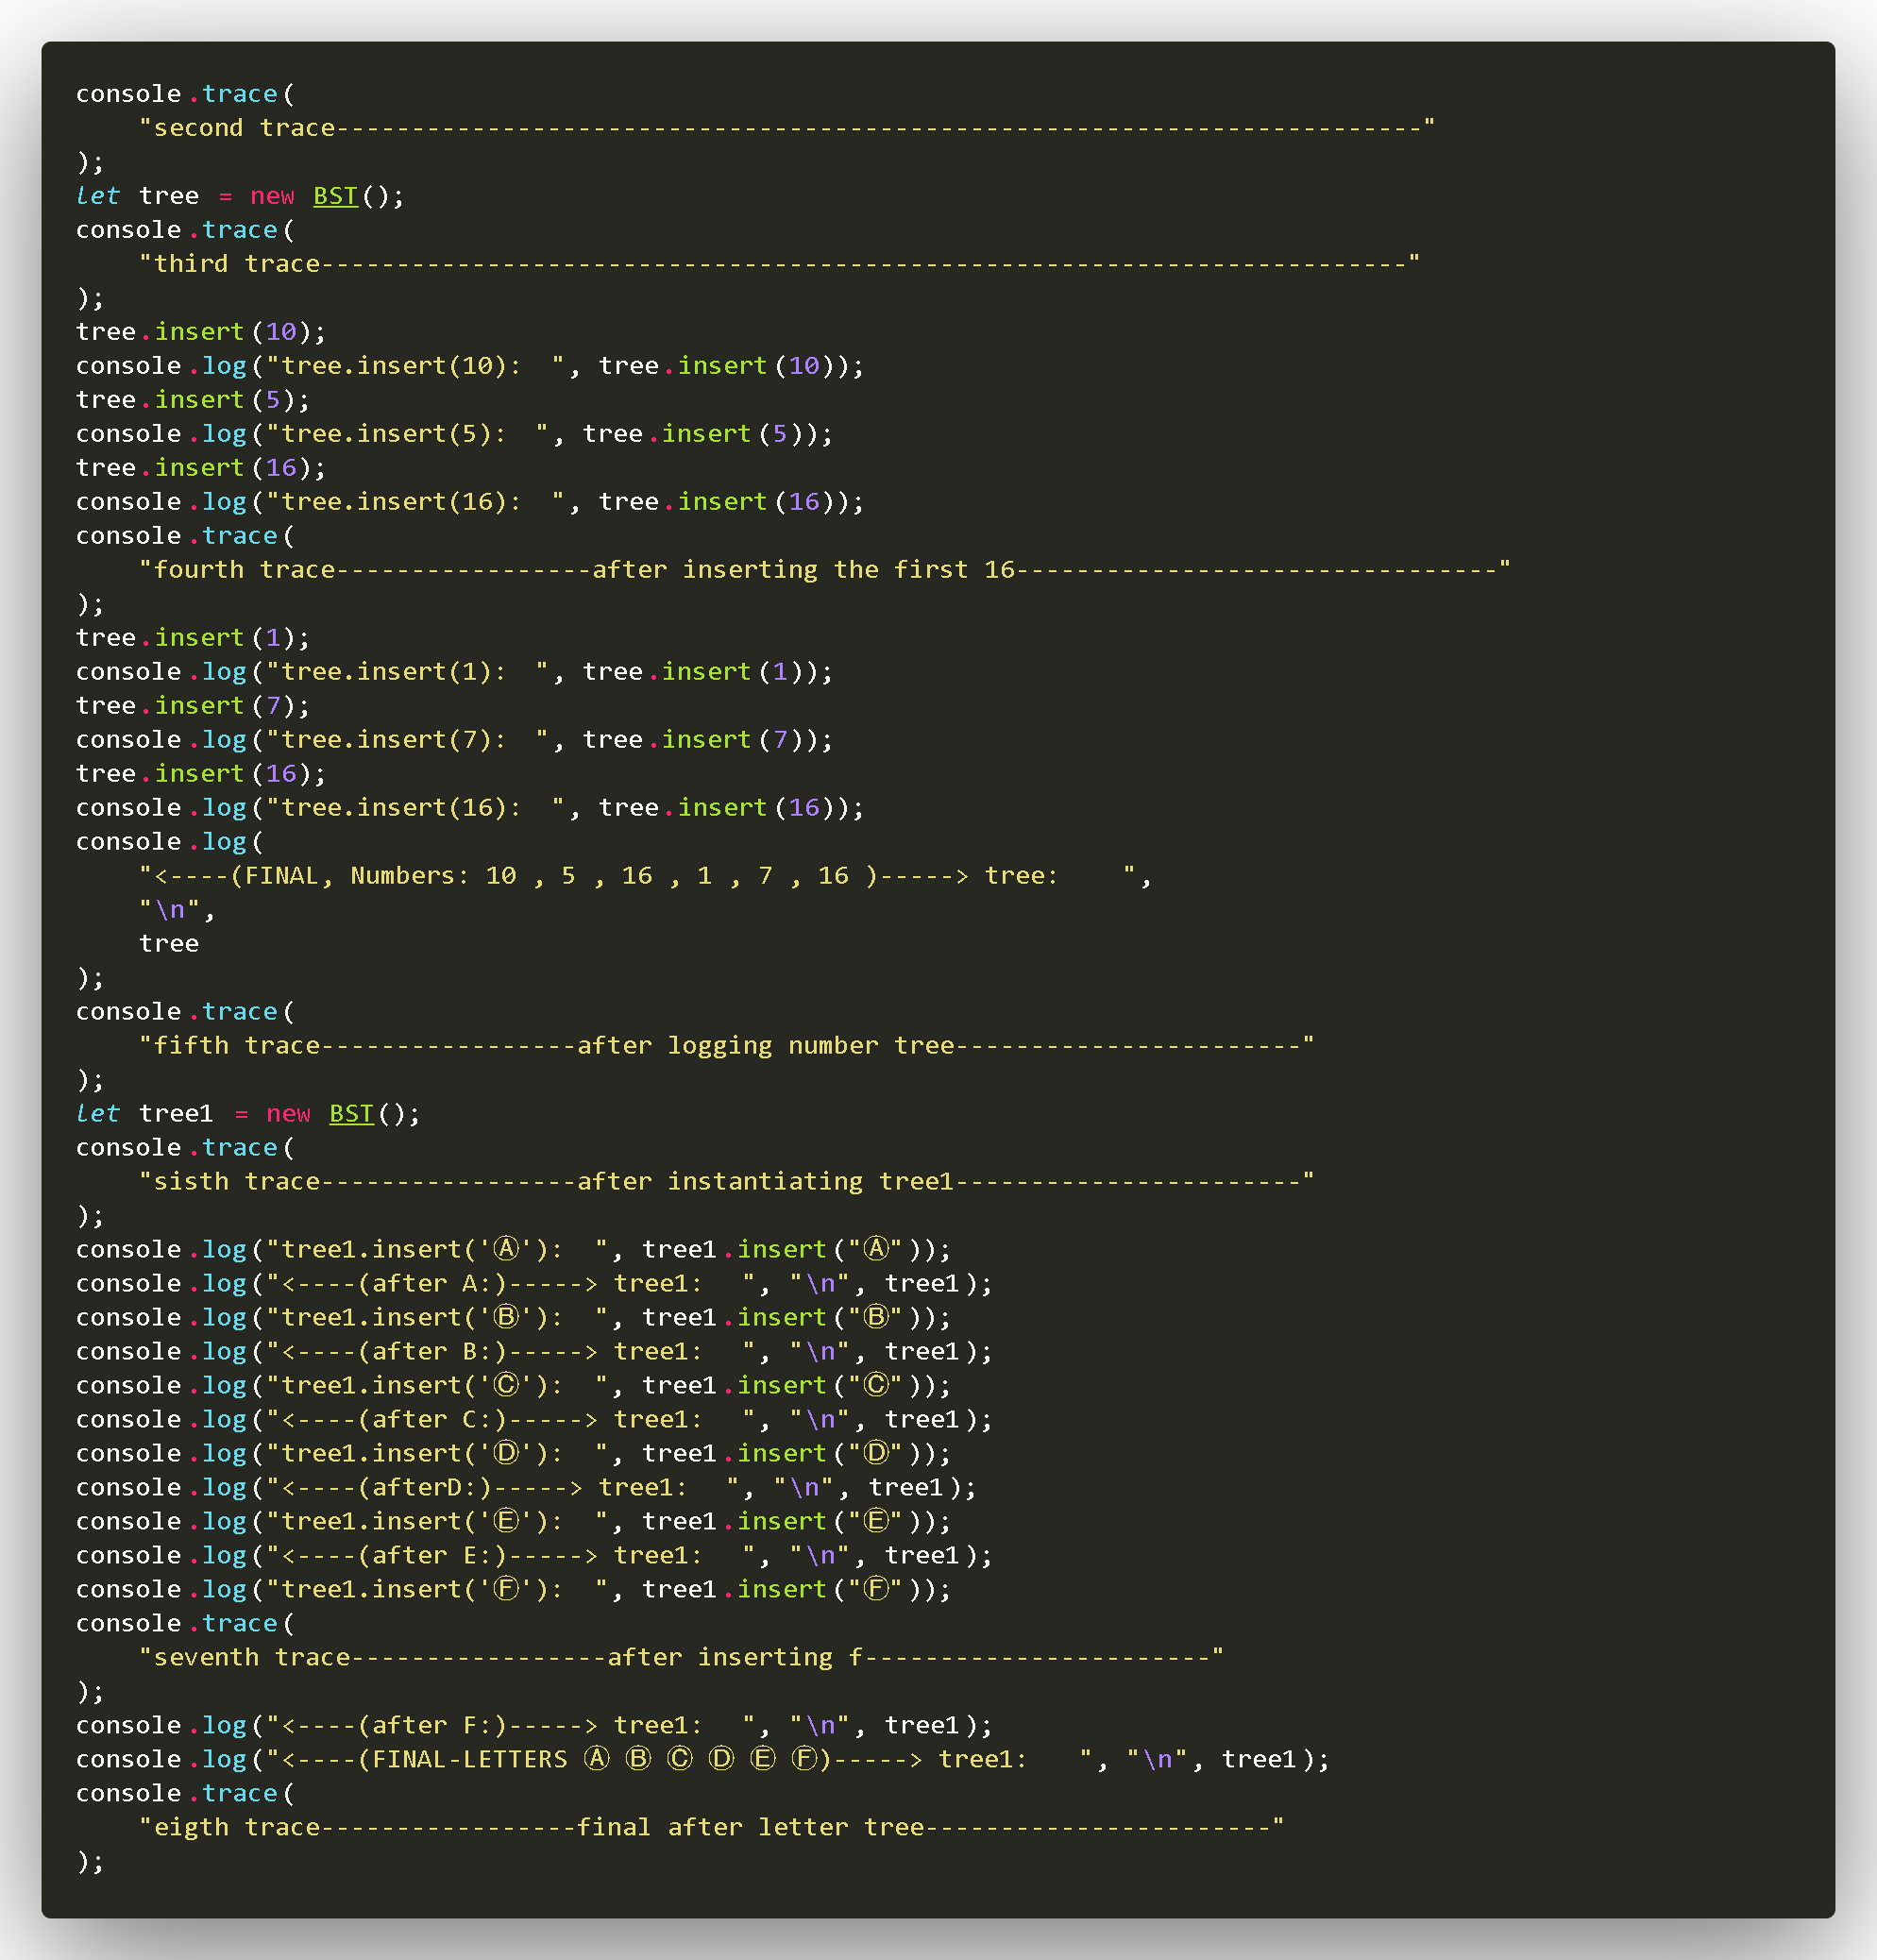 console.trace(
    "second trace------------------------------------------------------------------------"
);
let tree = new BST();
console.trace(
    "third trace------------------------------------------------------------------------"
);
tree.insert(10);
console.log("tree.insert(10):  ", tree.insert(10));
tree.insert(5);
console.log("tree.insert(5):  ", tree.insert(5));
tree.insert(16);
console.log("tree.insert(16):  ", tree.insert(16));
console.trace(
    "fourth trace-----------------after inserting the first 16--------------------------------"
);
tree.insert(1);
console.log("tree.insert(1):  ", tree.insert(1));
tree.insert(7);
console.log("tree.insert(7):  ", tree.insert(7));
tree.insert(16);
console.log("tree.insert(16):  ", tree.insert(16));
console.log(
    "<----(FINAL, Numbers: 10 , 5 , 16 , 1 , 7 , 16 )-----> tree:    ",
    "\n",
    tree
);
console.trace(
    "fifth trace-----------------after logging number tree-----------------------"
);
let tree1 = new BST();
console.trace(
    "sisth trace-----------------after instantiating tree1-----------------------"
);
console.log("tree1.insert('Ⓐ'):  ", tree1.insert("Ⓐ"));
console.log("<----(after A:)-----> tree1:   ", "\n", tree1);
console.log("tree1.insert('Ⓑ'):  ", tree1.insert("Ⓑ"));
console.log("<----(after B:)-----> tree1:   ", "\n", tree1);
console.log("tree1.insert('Ⓒ'):  ", tree1.insert("Ⓒ"));
console.log("<----(after C:)-----> tree1:   ", "\n", tree1);
console.log("tree1.insert('Ⓓ'):  ", tree1.insert("Ⓓ"));
console.log("<----(afterD:)-----> tree1:   ", "\n", tree1);
console.log("tree1.insert('Ⓔ'):  ", tree1.insert("Ⓔ"));
console.log("<----(after E:)-----> tree1:   ", "\n", tree1);
console.log("tree1.insert('Ⓕ'):  ", tree1.insert("Ⓕ"));
console.trace(
    "seventh trace-----------------after inserting f-----------------------"
);
console.log("<----(after F:)-----> tree1:   ", "\n", tree1);
console.log("<----(FINAL-LETTERS Ⓐ Ⓑ Ⓒ Ⓓ Ⓔ Ⓕ)-----> tree1:   ", "\n", tree1);
console.trace(
    "eigth trace-----------------final after letter tree-----------------------"
);